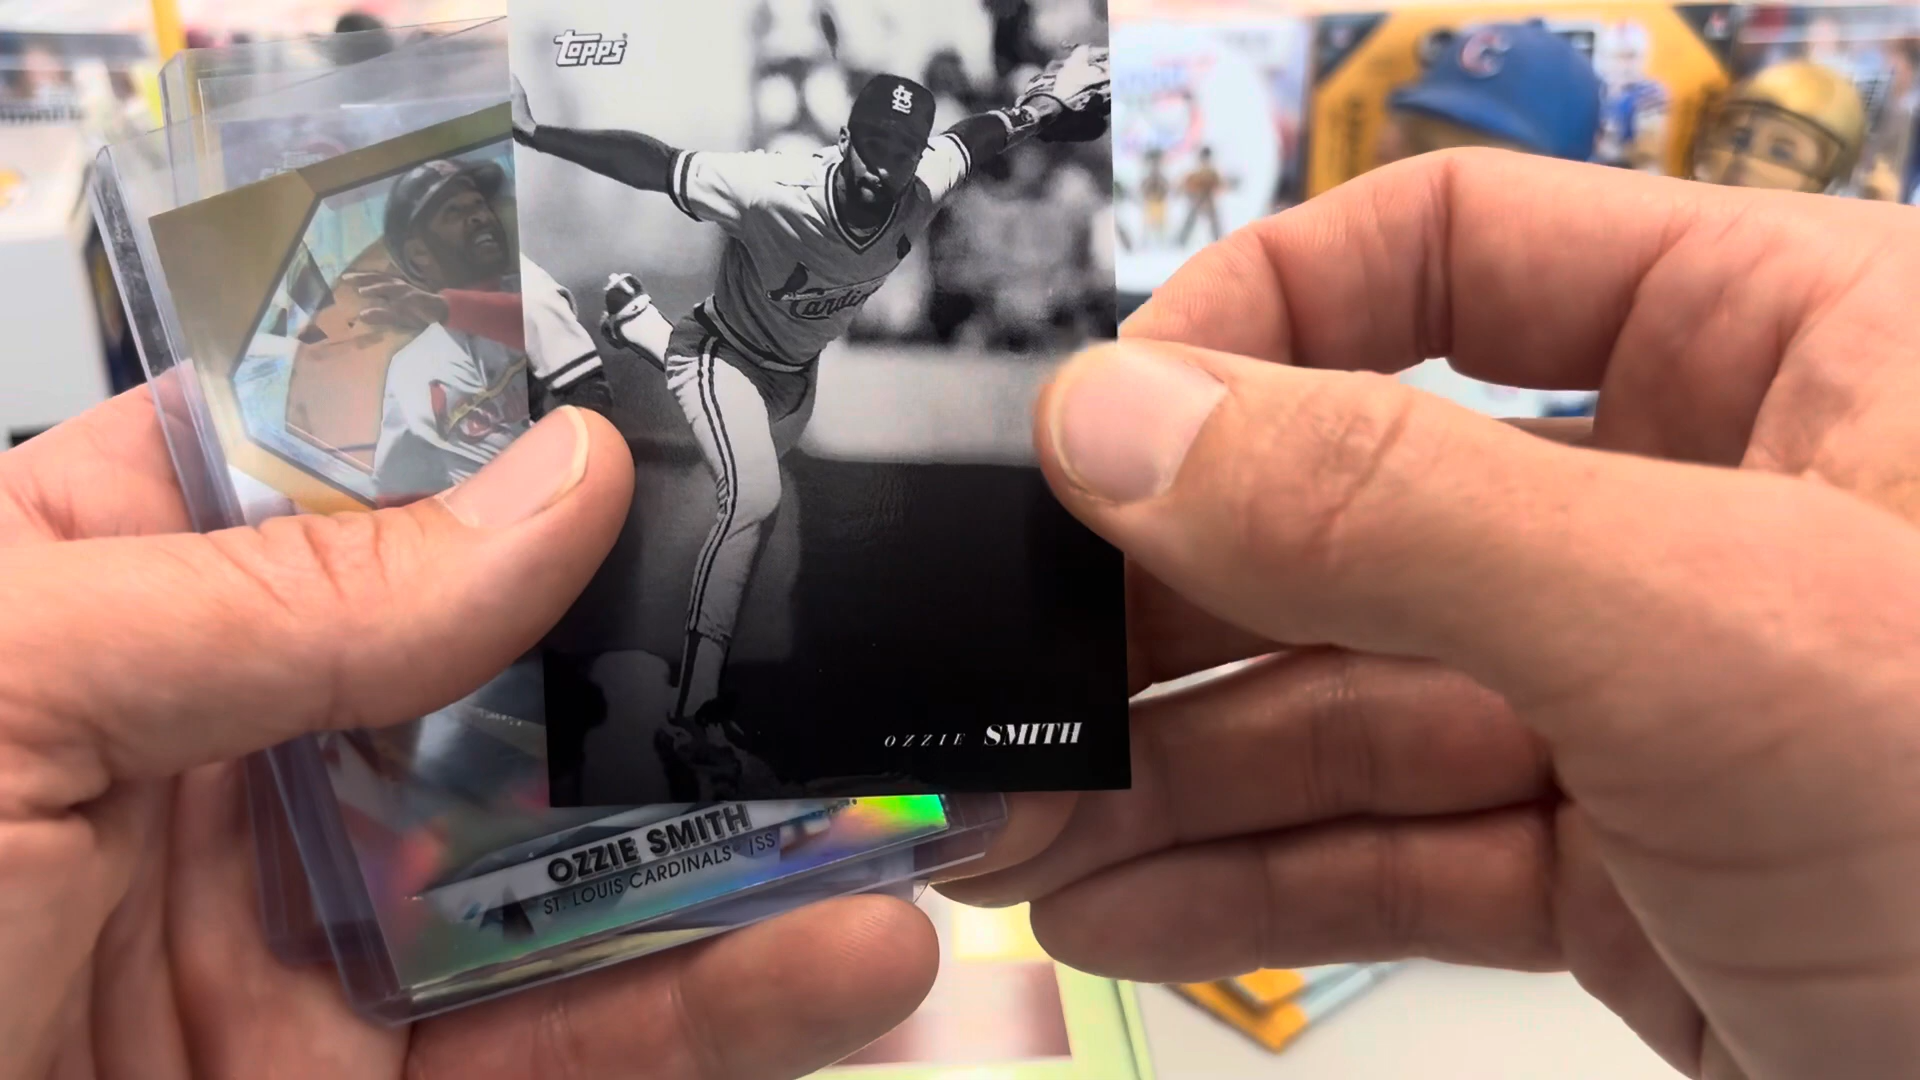 Topps
Cardinals
OZZIE SMITH
OZZIE SMITH
ST. LOUIS CARDINALS® |SS